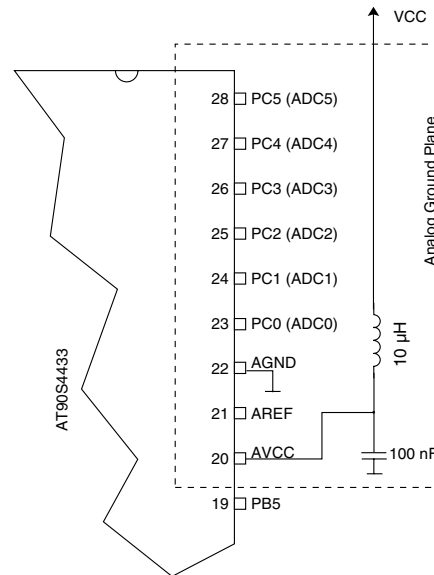 VCC
28 PC5 (ADC5)
27 PC4 (ADC4)
26 PC3 (ADC3)
25 PC2 (ADC2)
24 PC1 (ADC1)
23 PC0 (ADC0)
22 AGND
21 AREF
20 AVCC
19 PB5
AT90S4433
Analog Ground Plane
10 µH
100 nF